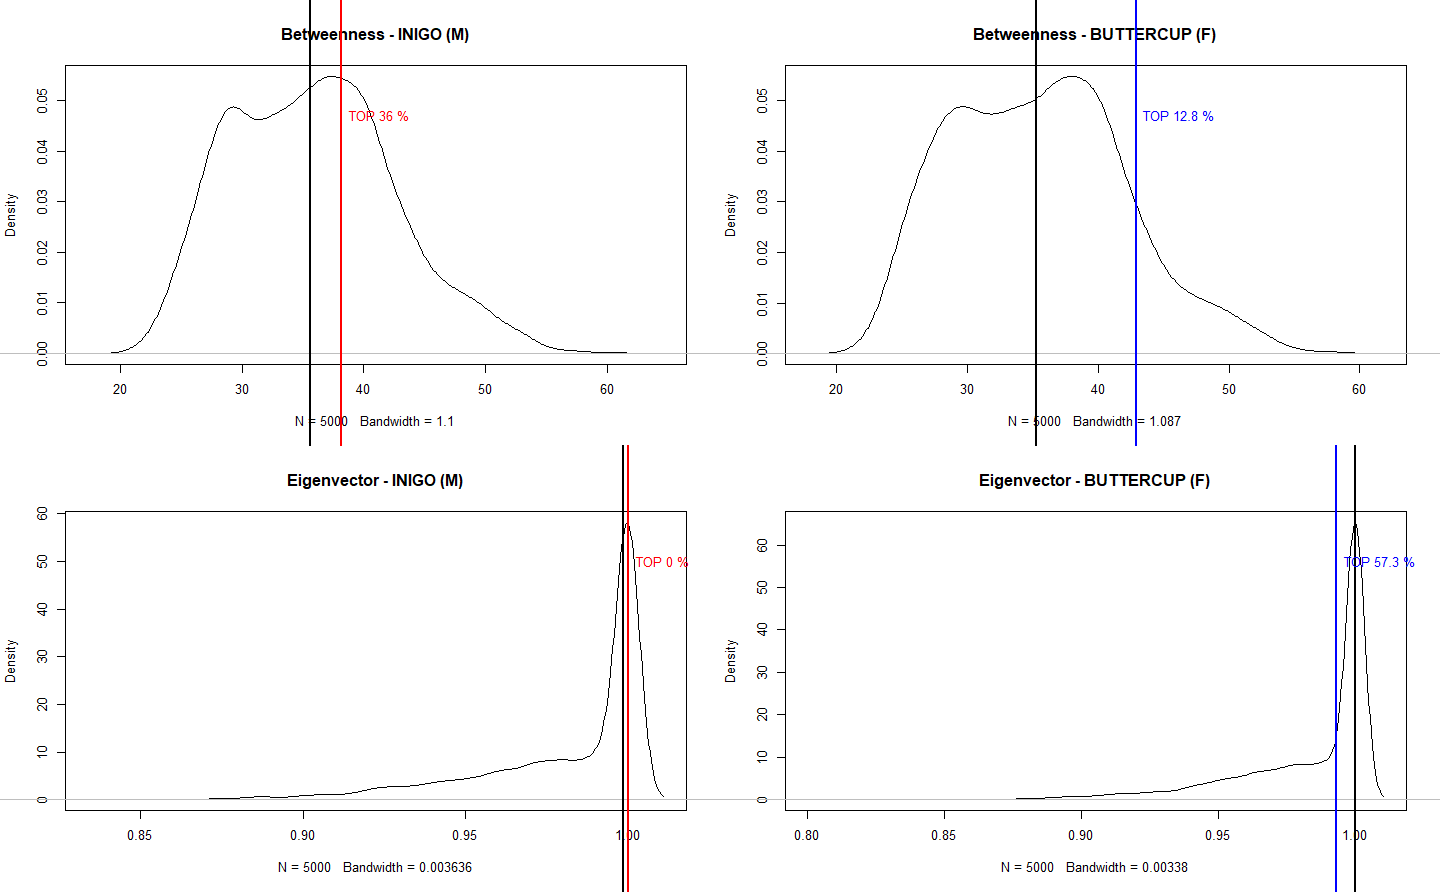 Betweenness - INIGO (M)
Density
0.00 0.01 0.02 0.03 0.04 0.05
TOP 36 %
20 30 40 50 60
N = 5000 Bandwidth = 1.1
Betweenness - BUTTERCUP (F)
Density
0.00 0.01 0.02 0.03 0.04 0.05
TOP 12.8 %
20 30 40 50 60
N = 5000 Bandwidth = 1.087
Eigenvector - INIGO (M)
Density
0 10 20 30 40 50 60
TOP 0 %
0.85 0.90 0.95 1.00
N = 5000 Bandwidth = 0.003636
Eigenvector - BUTTERCUP (F)
Density
0 10 20 30 40 50 60
TOP 57.3 %
0.80 0.85 0.90 0.95 1.00
N = 5000 Bandwidth = 0.00338